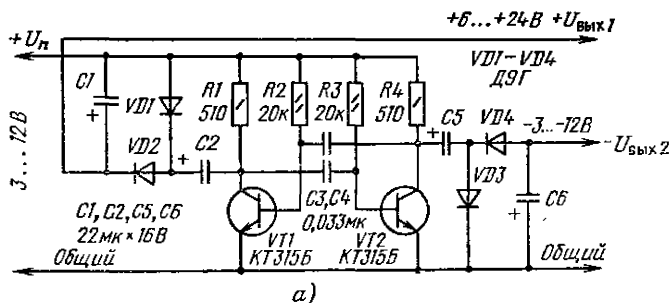 +6...+24В +Uвых1
+Uп
VD1-VD4
Д9Г
C1
VD1
R1
510
R2
20к
R3
20к
R4
510
C5
VD4
-3...-12В
-Uвых2
3...12В
+
VD2
+
C2
+
VD3
C6
+
C1,C2,C5,C6
22мк×16В
C3,C4
0,033мк
VT1
КТ315Б
VT2
КТ315Б
Общий
Общий
а)